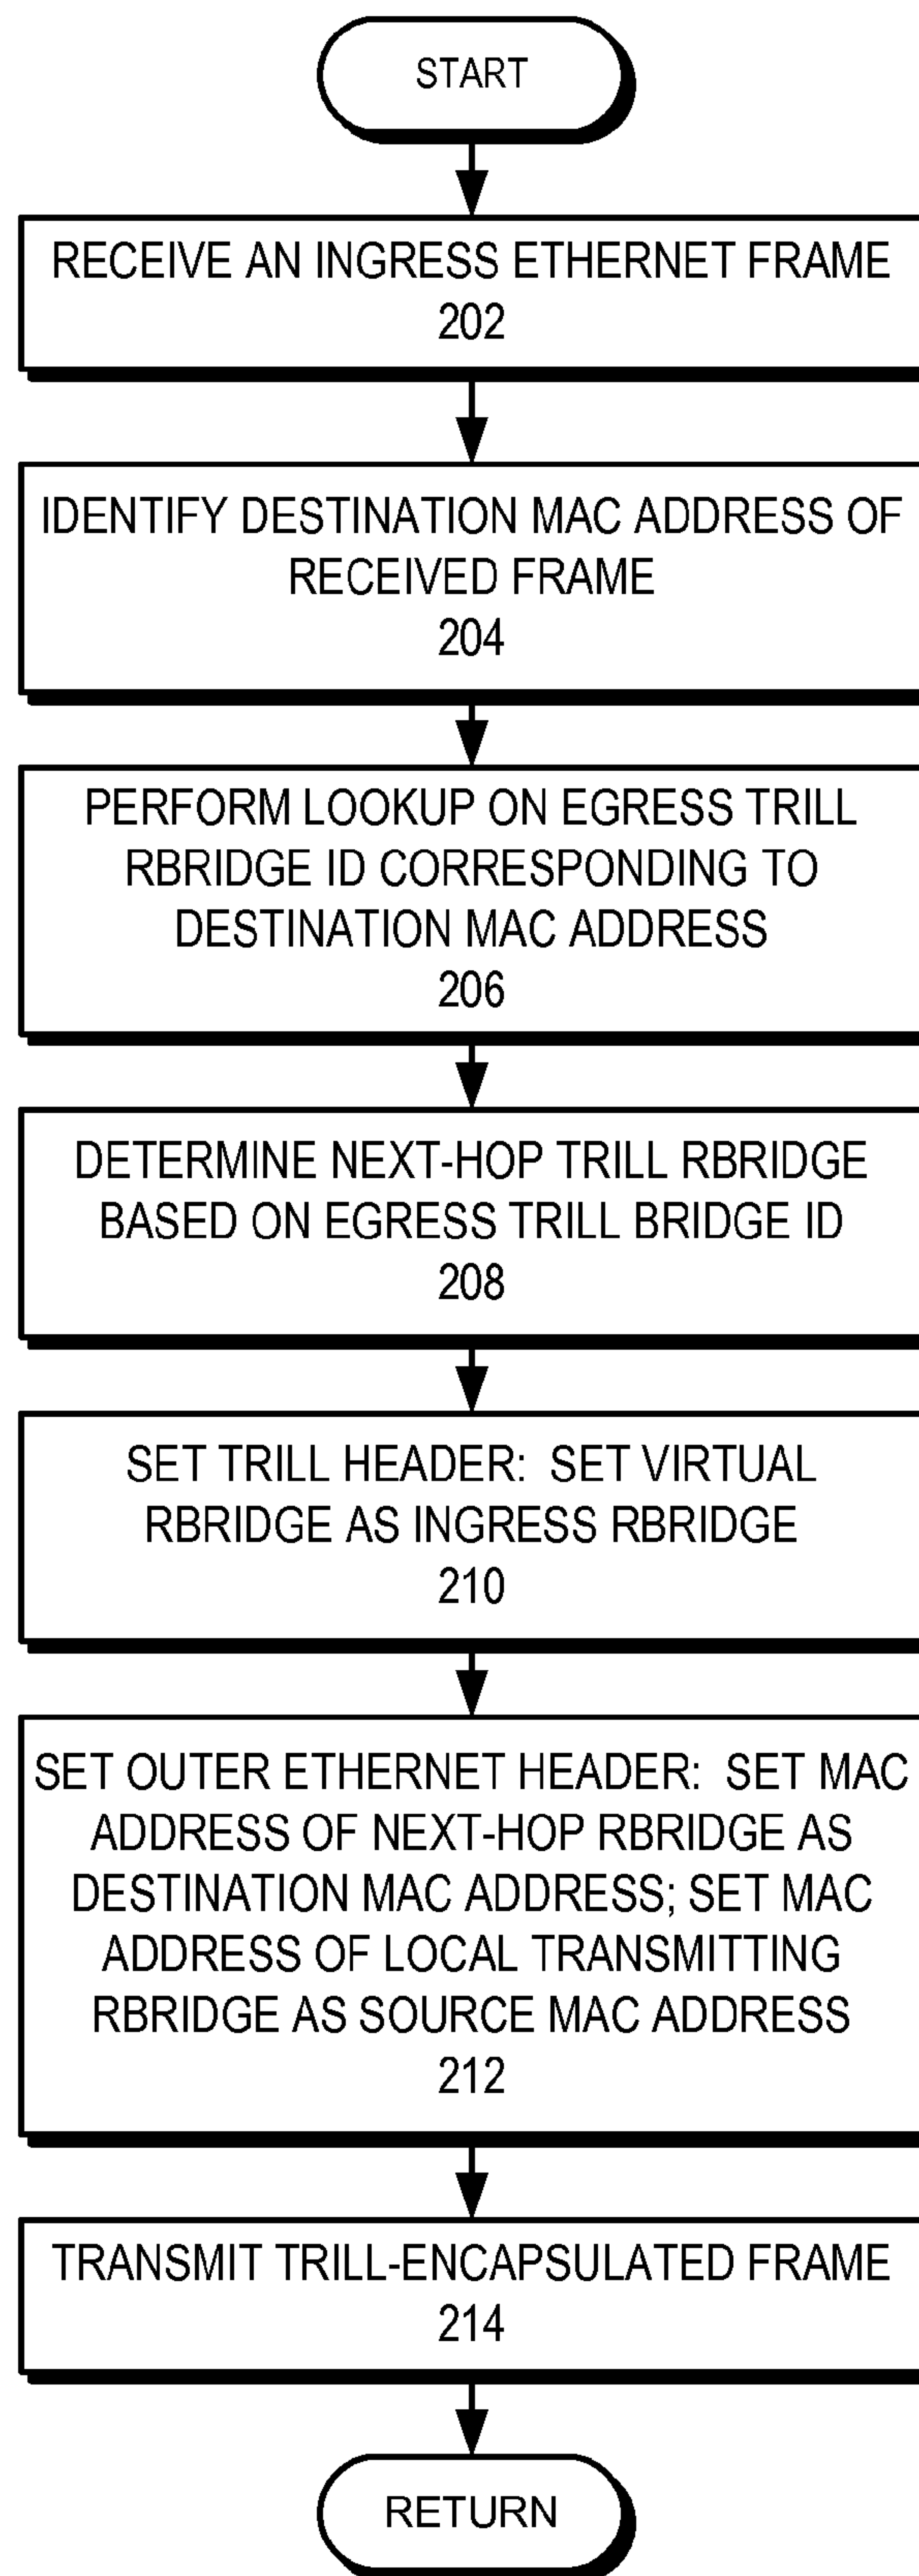 START
RECEIVE AN INGRESS ETHERNET FRAME
202
IDENTIFY DESTINATION MAC ADDRESS OF
RECEIVED FRAME
204
PERFORM LOOKUP ON EGRESS TRILL
RBRIDGE ID CORRESPONDING TO
DESTINATION MAC ADDRESS
206
DETERMINE NEXT-HOP TRILL RBRIDGE
BASED ON EGRESS TRILL BRIDGE ID
208
SET TRILL HEADER: SET VIRTUAL
RBRIDGE AS INGRESS RBRIDGE
210
SET OUTER ETHERNET HEADER: SET MAC
ADDRESS OF NEXT-HOP RBRIDGE AS
DESTINATION MAC ADDRESS; SET MAC
ADDRESS OF LOCAL TRANSMITTING
RBRIDGE AS SOURCE MAC ADDRESS
212
TRANSMIT TRILL-ENCAPSULATED FRAME
214
RETURN